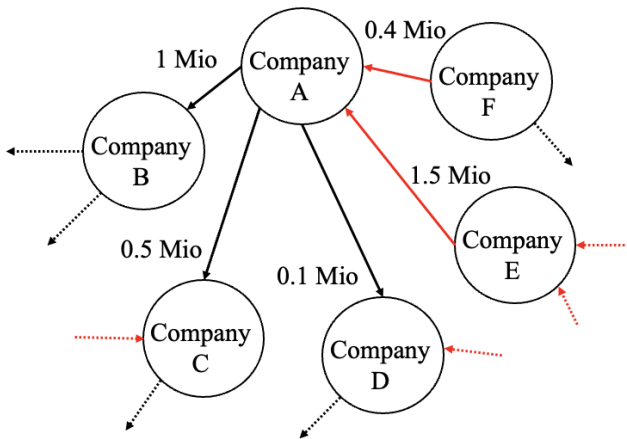 0.4 Mio
1 Mio
Company
A
Company
F
Company
B
1.5 Mio
Company
E
0.5 Mio
0.1 Mio
Company
C
Company
D